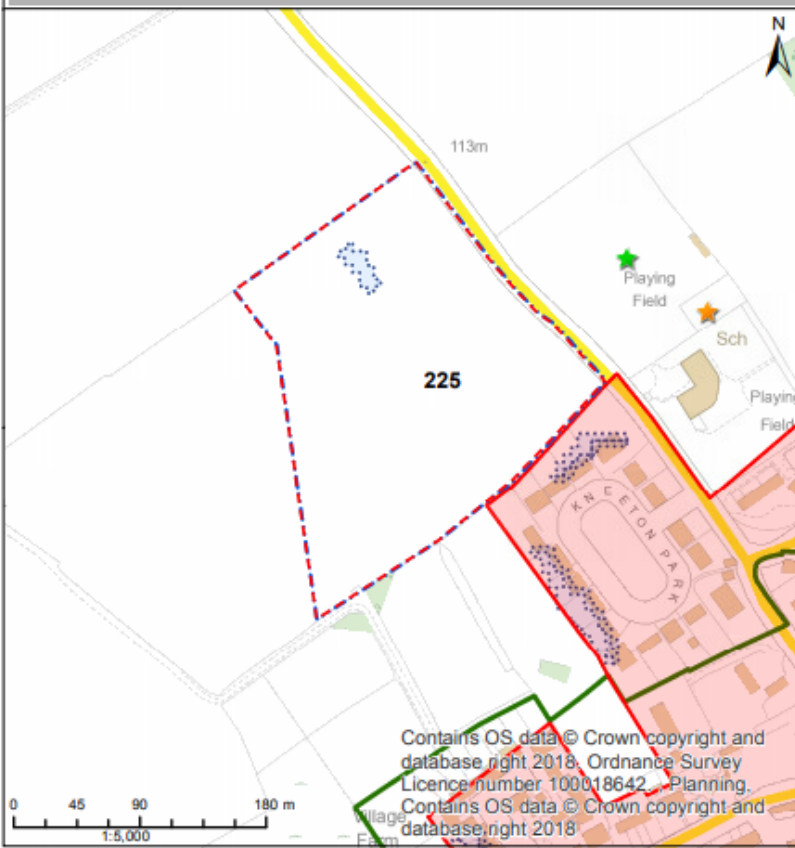 N
113m
Playing
Field
Sch
225
Playing
Field
KNEETON PARK
Contains OS data © Crown copyright and
database right 2018. Ordnance Survey
Licence number 100018642. Planning.
Contains OS data © Crown copyright and
database right 2018
Village
Farm
0 45 90 180 m
1:5,000